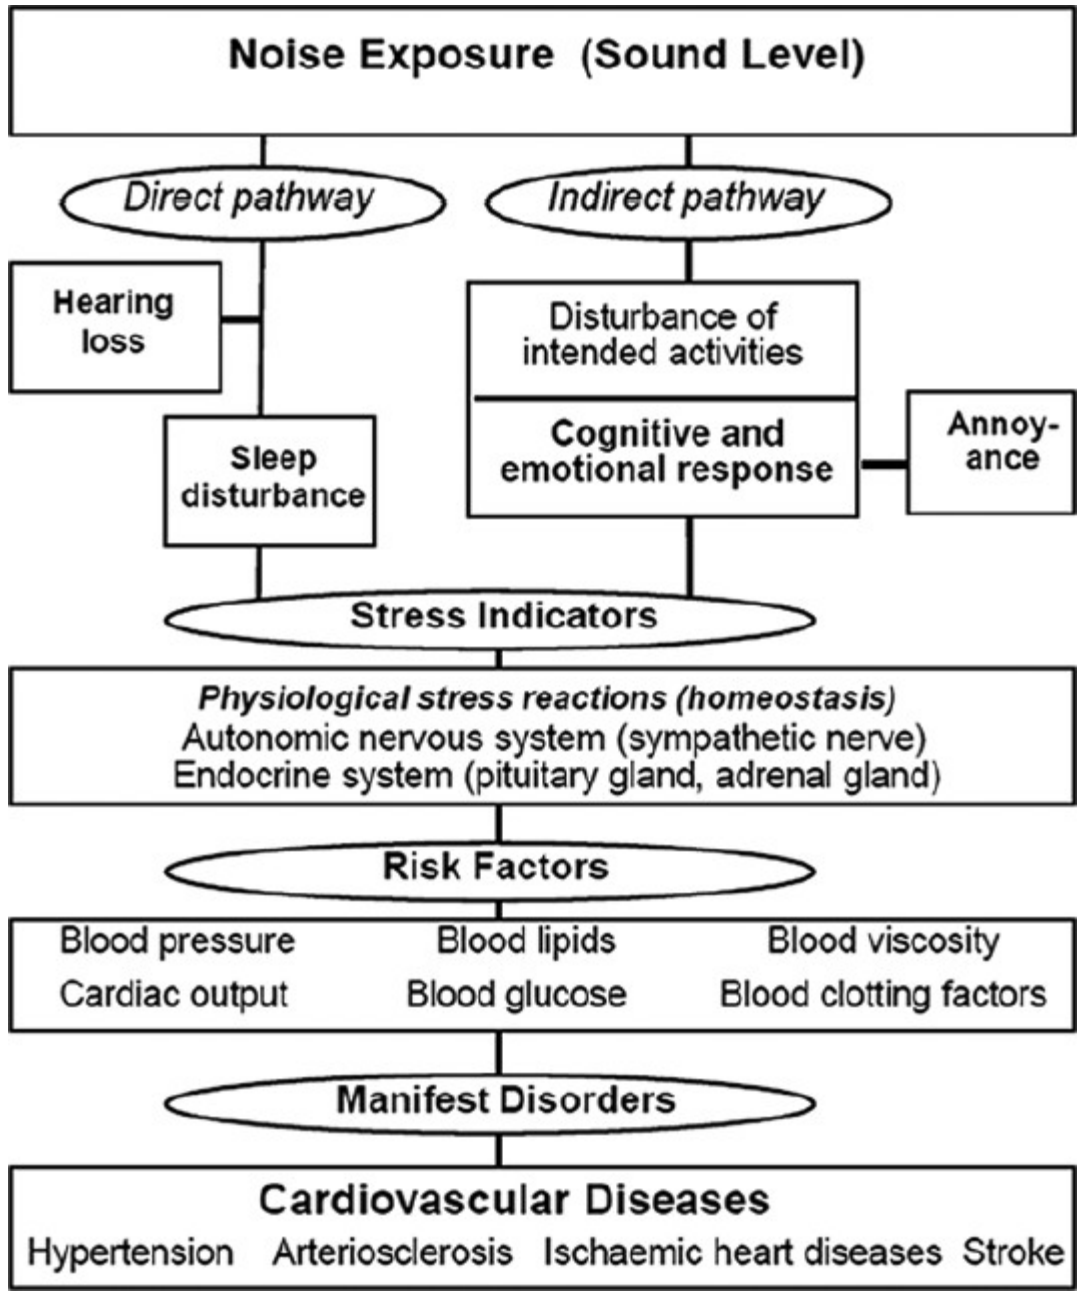 Noise Exposure (Sound Level)
Direct pathway
Indirect pathway
Hearing
loss
Disturbance of
intended activities
Cognitive and
emotional response
Annoy-
ance
Sleep
disturbance
Stress Indicators
Physiological stress reactions (homeostasis)
Autonomic nervous system (sympathetic nerve)
Endocrine system (pituitary gland, adrenal gland)
Risk Factors
Blood pressure Blood lipids Blood viscosity
Cardiac output Blood glucose Blood clotting factors
Manifest Disorders
Cardiovascular Diseases
Hypertension Arteriosclerosis Ischaemic heart diseases Stroke